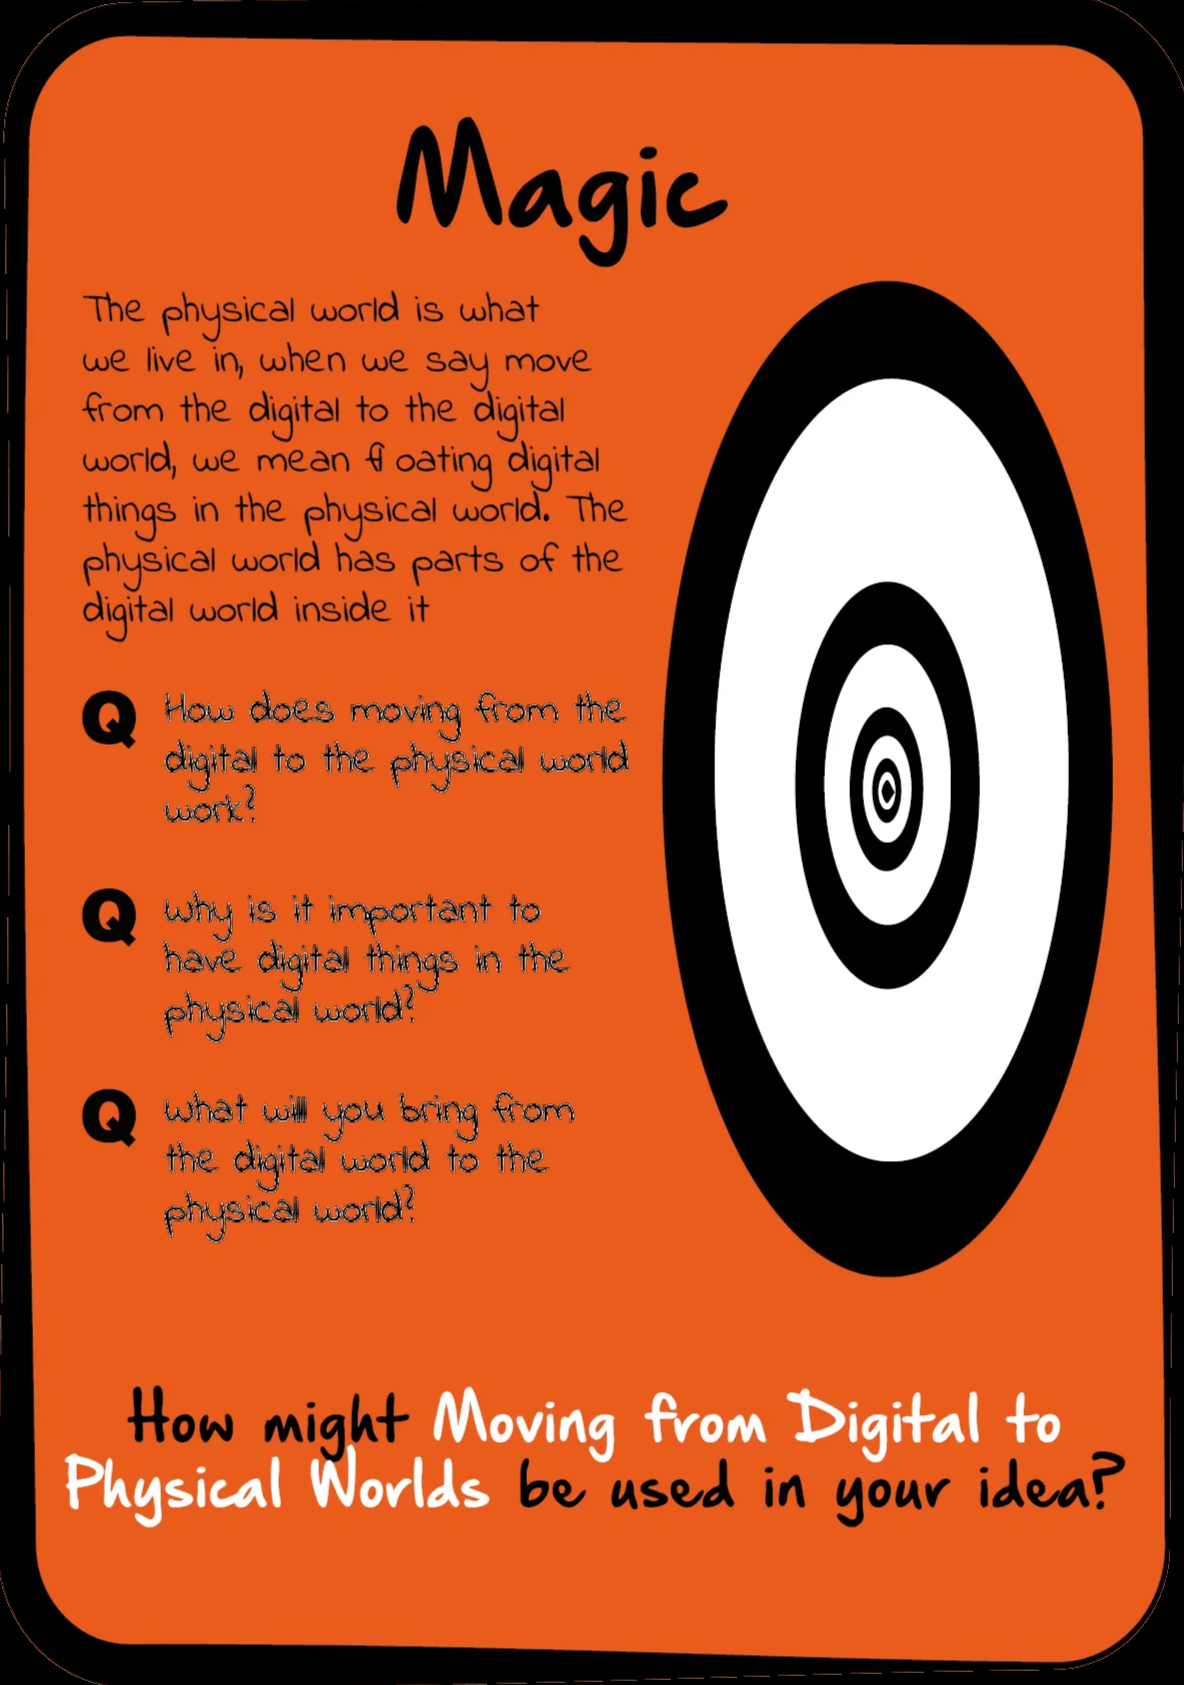 Magic
The physical world is what
we live in, when we say move
from the digital to the digital
world, we mean fl oating digital
things in the physical world. The
physical world has parts of the
digital world inside it
Q How does moving from the
digital to the physical world
work?
Q why is it important to
have digital things in the
physical world?
Q what will you bring from
the digital world to the
physical world?
How might Moving from Digital to
Physical Worlds be used in your idea?